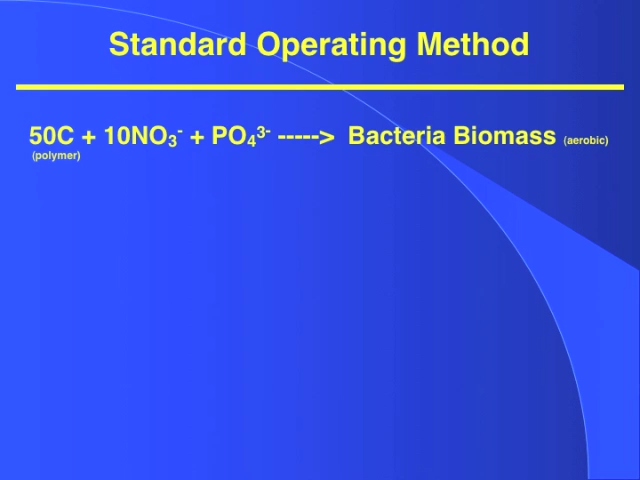 Standard Operating Method
50C + 10NO₃⁻ + PO₄³⁻ -----> Bacteria Biomass (aerobic)
(polymer)